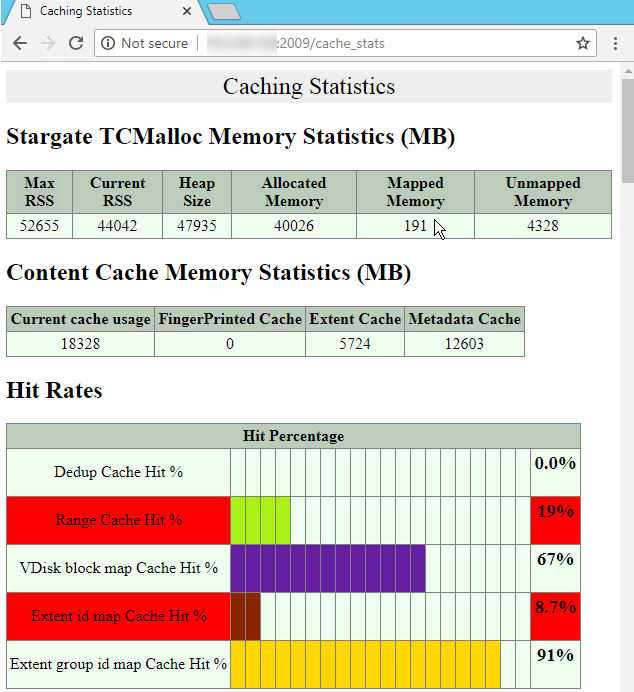 Caching Statistics
Not secure
:2009/cache_stats
Caching Statistics
Stargate TCMalloc Memory Statistics (MB)
Max RSS Current RSS Heap Size Allocated Memory Mapped Memory Unmapped Memory
52655 44042 47935 40026 191 4328
Content Cache Memory Statistics (MB)
Current cache usage FingerPrinted Cache Extent Cache Metadata Cache
18328 0 5724 12603
Hit Rates
Hit Percentage
Dedup Cache Hit % 0.0%
Range Cache Hit % 19%
VDisk block map Cache Hit % 67%
Extent id map Cache Hit % 8.7%
Extent group id map Cache Hit % 91%